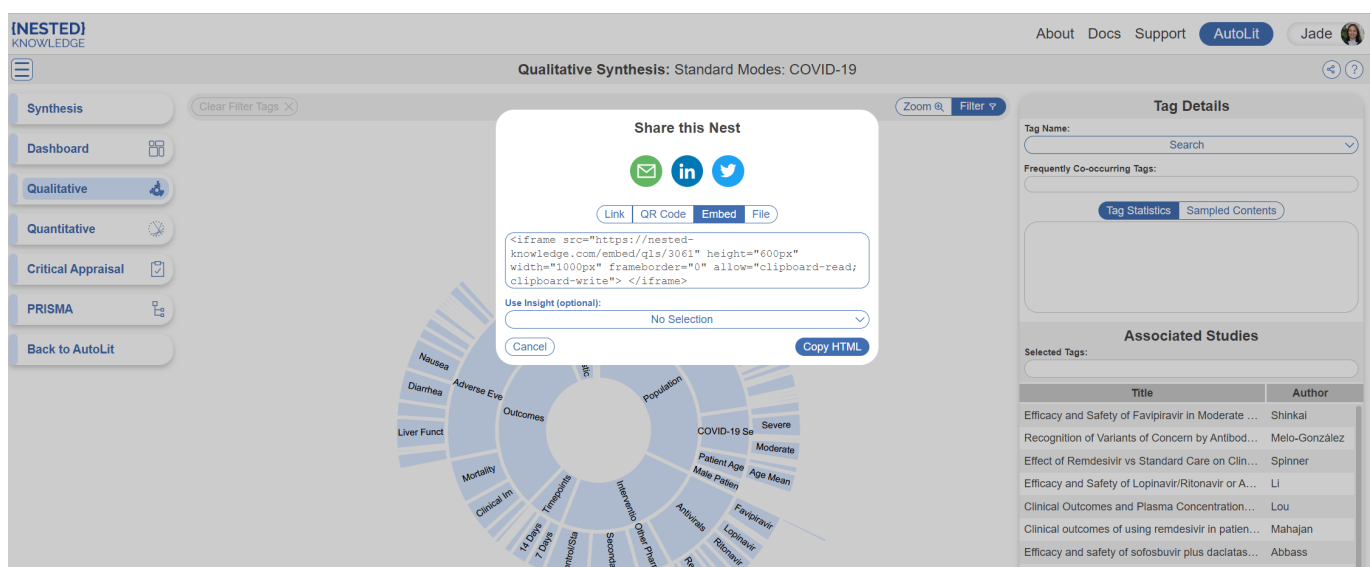 {NESTED}
KNOWLEDGE
About Docs Support AutoLit Jade
Qualitative Synthesis: Standard Modes: COVID-19
Synthesis
Dashboard
Qualitative
Quantitative
Critical Appraisal
PRISMA
Back to AutoLit
Clear Filter Tags
Zoom Filter
Share this Nest
in
Link QR Code Embed File
<iframe src="https://nested-
knowledge.com/embed/qls/3061" height="600px"
width="1000px" frameborder="0" allow="clipboard-read;
clipboard-write"> </iframe>
Use Insight (optional):
No Selection
Cancel Copy HTML
Nausea
Diarrhea
Adverse Eve
Liver Funct
Outcomes
Mortality
Clinical Im
Timepoints
14 Days
7 Days
Population
COVID-19 Se
Severe
Moderate
Patient Age
Age Mean
Male Patien
Interventio
Antivirals
Favipiravir
Lopinavir
Ritonavir
Other Phar
Seconda
Tag Details
Tag Name:
Search
Frequently Co-occurring Tags:
Tag Statistics Sampled Contents
Associated Studies
Selected Tags:
Title Author
Efficacy and Safety of Favipiravir in Moderate ... Shinkai
Recognition of Variants of Concern by Antibod... Melo-González
Effect of Remdesivir vs Standard Care on Clin... Spinner
Efficacy and Safety of Lopinavir/Ritonavir or A... Li
Clinical Outcomes and Plasma Concentration... Lou
Clinical outcomes of using remdesivir in patien... Mahajan
Efficacy and safety of sofosbuvir plus daclatas... Abbass